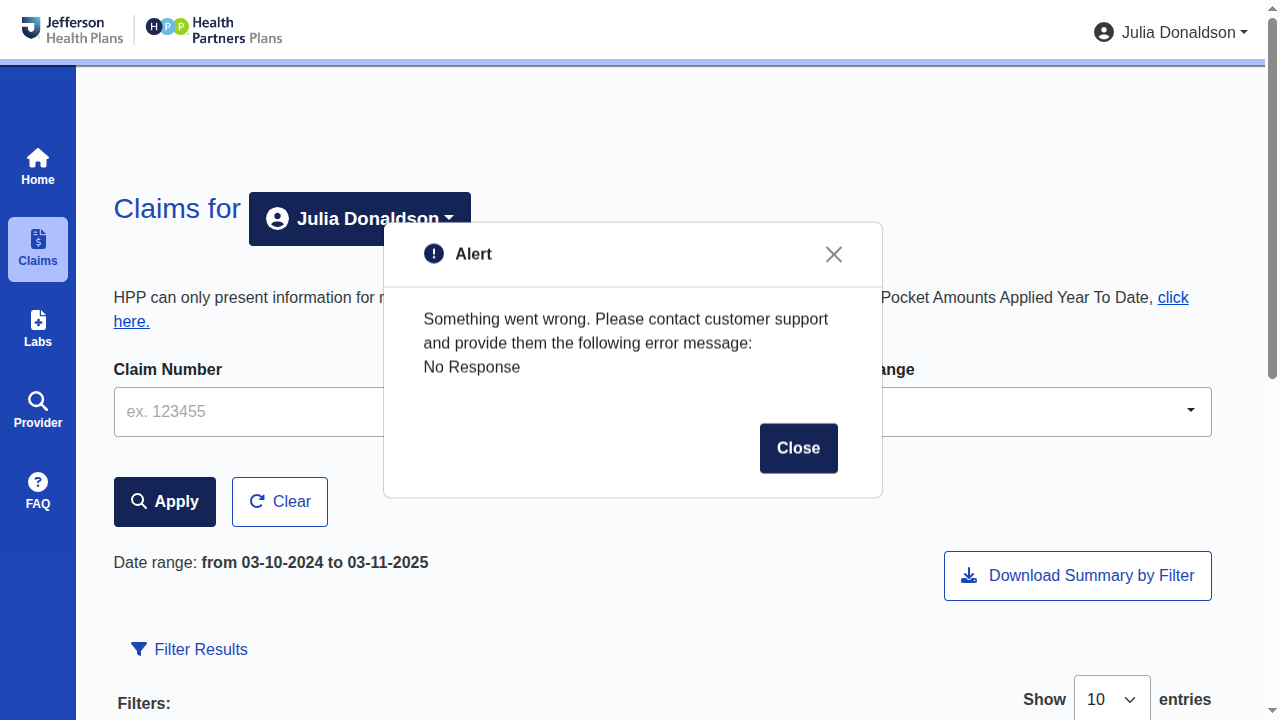 Jefferson
Health Plans
HPP
Health
Partners Plans
Julia Donaldson
Home
Claims
Labs
Provider
FAQ
Claims for
Julia Donaldson
HPP can only present information for
Pocket Amounts Applied Year To Date, click
here.
Alert
Something went wrong. Please contact customer support
and provide them the following error message:
No Response
Close
Claim Number
ex. 123455
Apply
Clear
Date range: from 03-10-2024 to 03-11-2025
Download Summary by Filter
Filter Results
Filters:
Show 10 entries